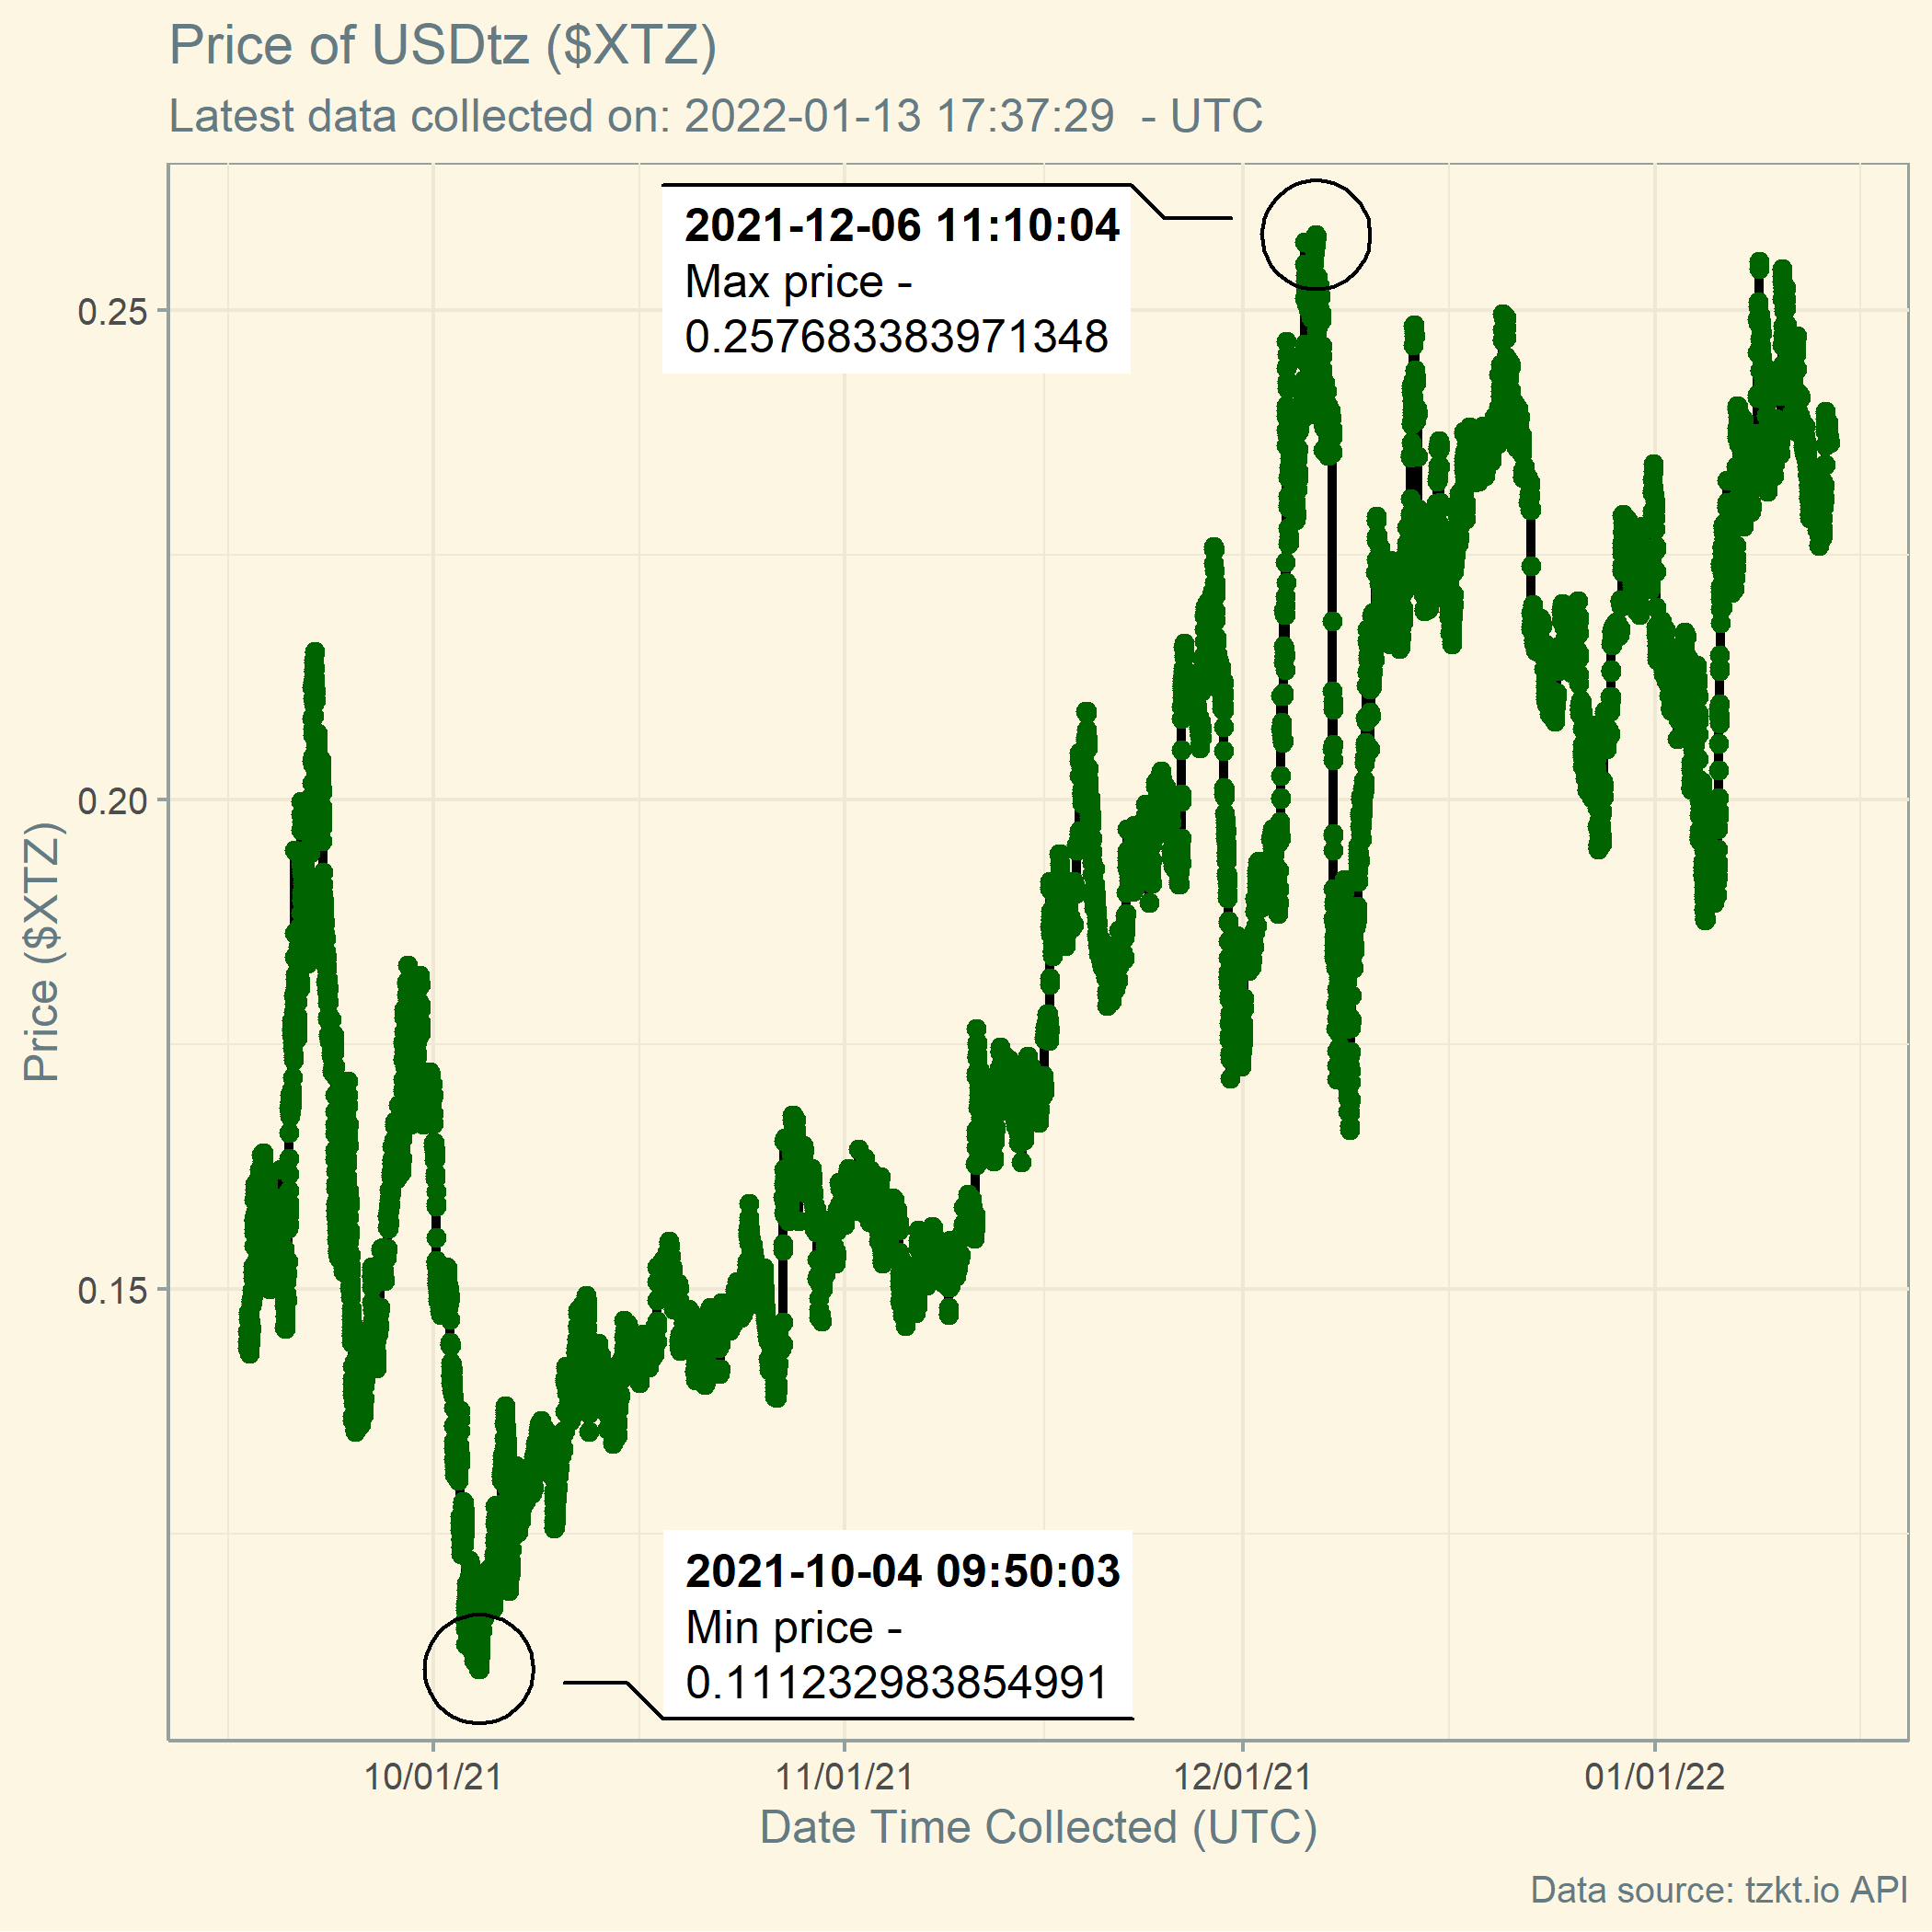 Price of USDtz ($XTZ)
Latest data collected on: 2022-01-13 17:37:29  - UTC
2021-12-06 11:10:04
Max price -
0.257683383971348
0.25
0.20
0.15
Price ($XTZ)
2021-10-04 09:50:03
Min price -
0.111232983854991
10/01/21
11/01/21
12/01/21
01/01/22
Date Time Collected (UTC)
Data source: tzkt.io API